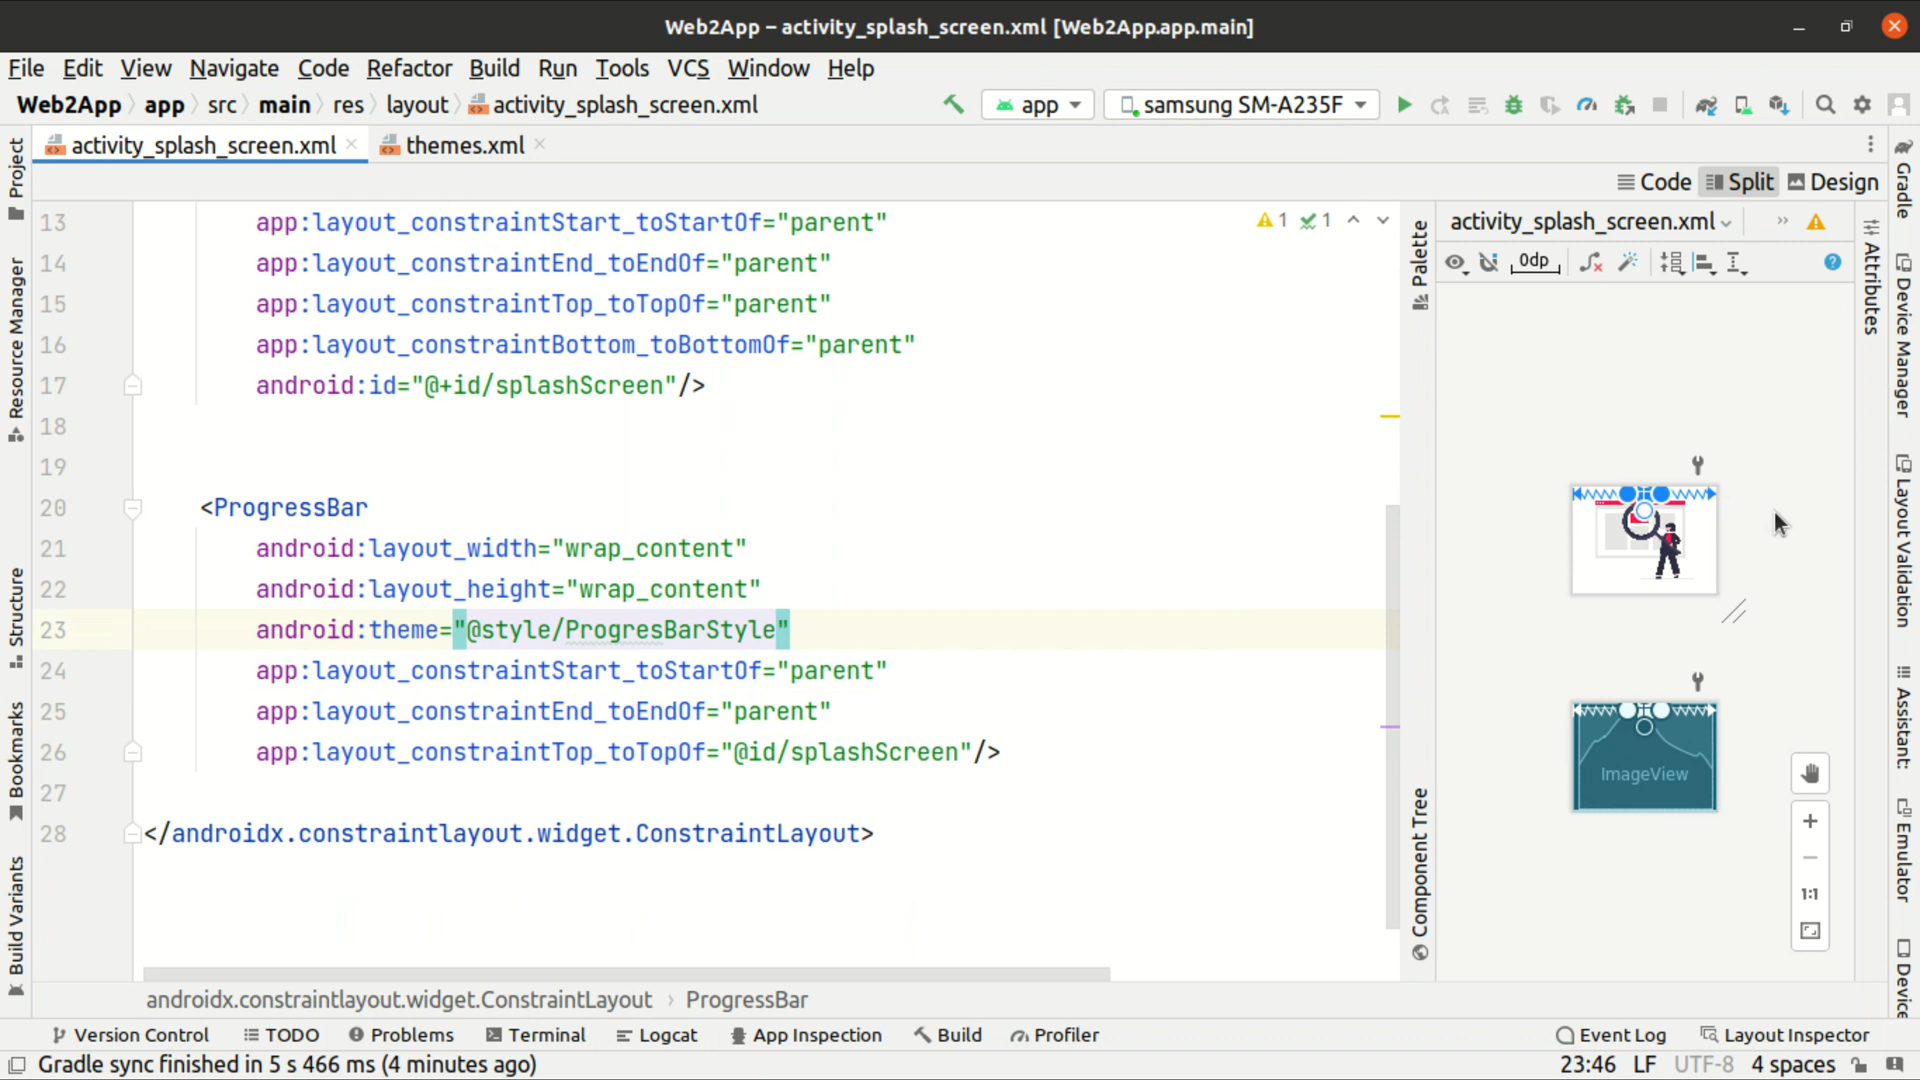 Web2App – activity_splash_screen.xml [Web2App.app.main]
File Edit View Navigate Code Refactor Build Run Tools VCS Window Help
Web2App app src main res layout activity_splash_screen.xml
app samsung SM-A235F
activity_splash_screen.xml themes.xml
Code Split Design
Project
Resource Manager
Structure
Bookmarks
Build Variants
13 app:layout_constraintStart_toStartOf="parent"
14 app:layout_constraintEnd_toEndOf="parent"
15 app:layout_constraintTop_toTopOf="parent"
16 app:layout_constraintBottom_toBottomOf="parent"
17 android:id="@+id/splashScreen"/>
18
19
20 <ProgressBar
21 android:layout_width="wrap_content"
22 android:layout_height="wrap_content"
23 android:theme="@style/ProgresBarStyle"
24 app:layout_constraintStart_toStartOf="parent"
25 app:layout_constraintEnd_toEndOf="parent"
26 app:layout_constraintTop_toTopOf="@id/splashScreen"/>
27
28 </androidx.constraintlayout.widget.ConstraintLayout>
1 1
Palette
Component Tree
activity_splash_screen.xml
0dp
ImageView
1:1
Attributes
Gradle
Device Manager
Layout Validation
Assistant:
Emulator
Device
androidx.constraintlayout.widget.ConstraintLayout › ProgressBar
Version Control TODO Problems Terminal Logcat App Inspection Build Profiler Event Log Layout Inspector
Gradle sync finished in 5 s 466 ms (4 minutes ago) 23:46 LF UTF-8 4 spaces